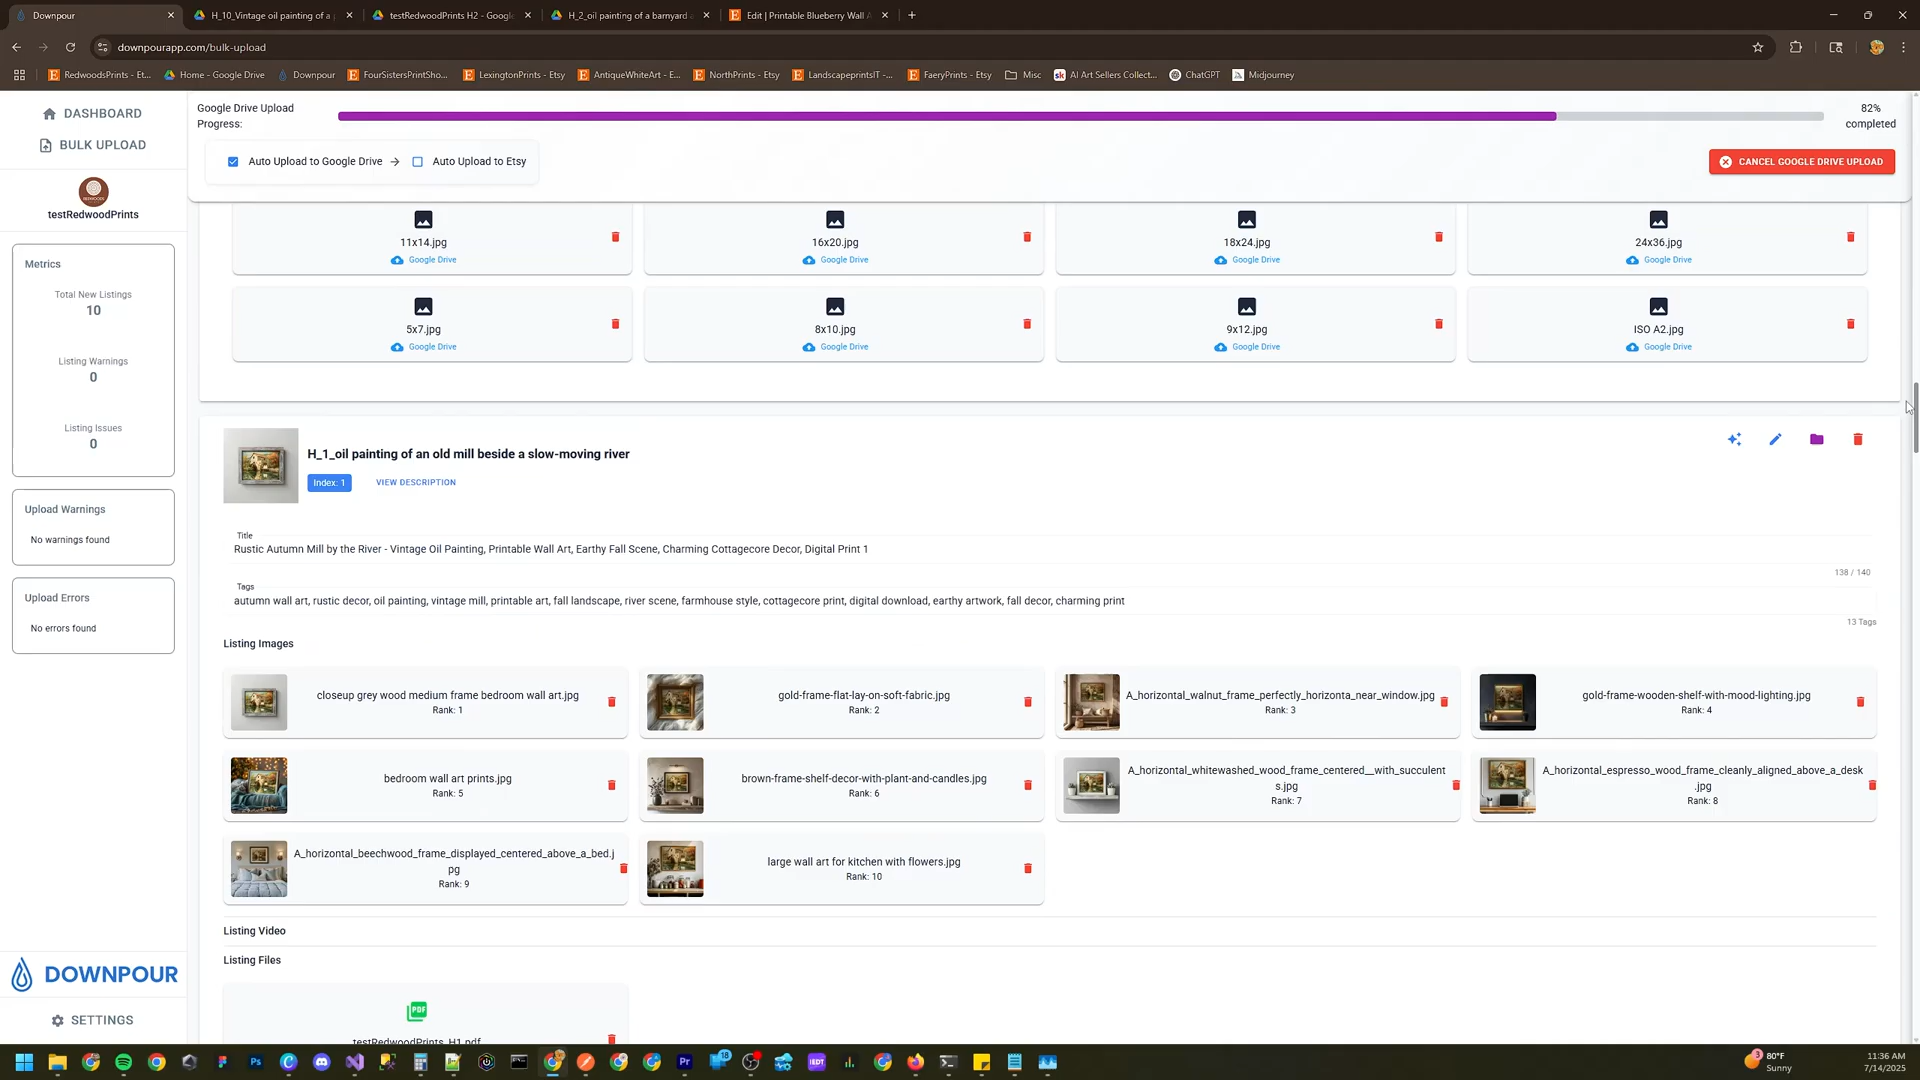 Downpour
H_10_Vintage oil painting of a
testRedwoodPrints H2 - Google
H_2_oil painting of a barnyard
Edit | Printable Blueberry Wall A
downpourapp.com/bulk-upload
RedwoodsPrints - Et...
Home - Google Drive
Downpour
FourSistersPrintSho...
LexingtonPrints - Etsy
AntiqueWhiteArt - E...
NorthPrints - Etsy
LandscapeprintsIT -...
FaeryPrints - Etsy
Misc
AI Art Sellers Collect...
ChatGPT
Midjourney
DASHBOARD
BULK UPLOAD
testRedwoodPrints
Metrics
Total New Listings
10
Listing Warnings
0
Listing Issues
0
Upload Warnings
No warnings found
Upload Errors
No errors found
DOWNPOUR
SETTINGS
Google Drive Upload
Progress:
82%
completed
Auto Upload to Google Drive → Auto Upload to Etsy
CANCEL GOOGLE DRIVE UPLOAD
11x14.jpg
Google Drive
16x20.jpg
Google Drive
18x24.jpg
Google Drive
24x36.jpg
Google Drive
5x7.jpg
Google Drive
8x10.jpg
Google Drive
9x12.jpg
Google Drive
ISO A2.jpg
Google Drive
H_1_oil painting of an old mill beside a slow-moving river
Index: 1
VIEW DESCRIPTION
Title
Rustic Autumn Mill by the River - Vintage Oil Painting, Printable Wall Art, Earthy Fall Scene, Charming Cottagecore Decor, Digital Print 1
138 / 140
Tags
autumn wall art, rustic decor, oil painting, vintage mill, printable art, fall landscape, river scene, farmhouse style, cottagecore print, digital download, earthy artwork, fall decor, charming print
13 Tags
Listing Images
closeup grey wood medium frame bedroom wall art.jpg
Rank: 1
gold-frame-flat-lay-on-soft-fabric.jpg
Rank: 2
A_horizontal_walnut_frame_perfectly_horizonta_near_window.jpg
Rank: 3
gold-frame-wooden-shelf-with-mood-lighting.jpg
Rank: 4
bedroom wall art prints.jpg
Rank: 5
brown-frame-shelf-decor-with-plant-and-candles.jpg
Rank: 6
A_horizontal_whitewashed_wood_frame_centered__with_succulent
s.jpg
Rank: 7
A_horizontal_espresso_wood_frame_cleanly_aligned_above_a_desk
.jpg
Rank: 8
A_horizontal_beechwood_frame_displayed_centered_above_a_bed.j
pg
Rank: 9
large wall art for kitchen with flowers.jpg
Rank: 10
Listing Video
Listing Files
PDF
testRedwoodPrints_H1.pdf
80°F
Sunny
11:36 AM
7/14/2025